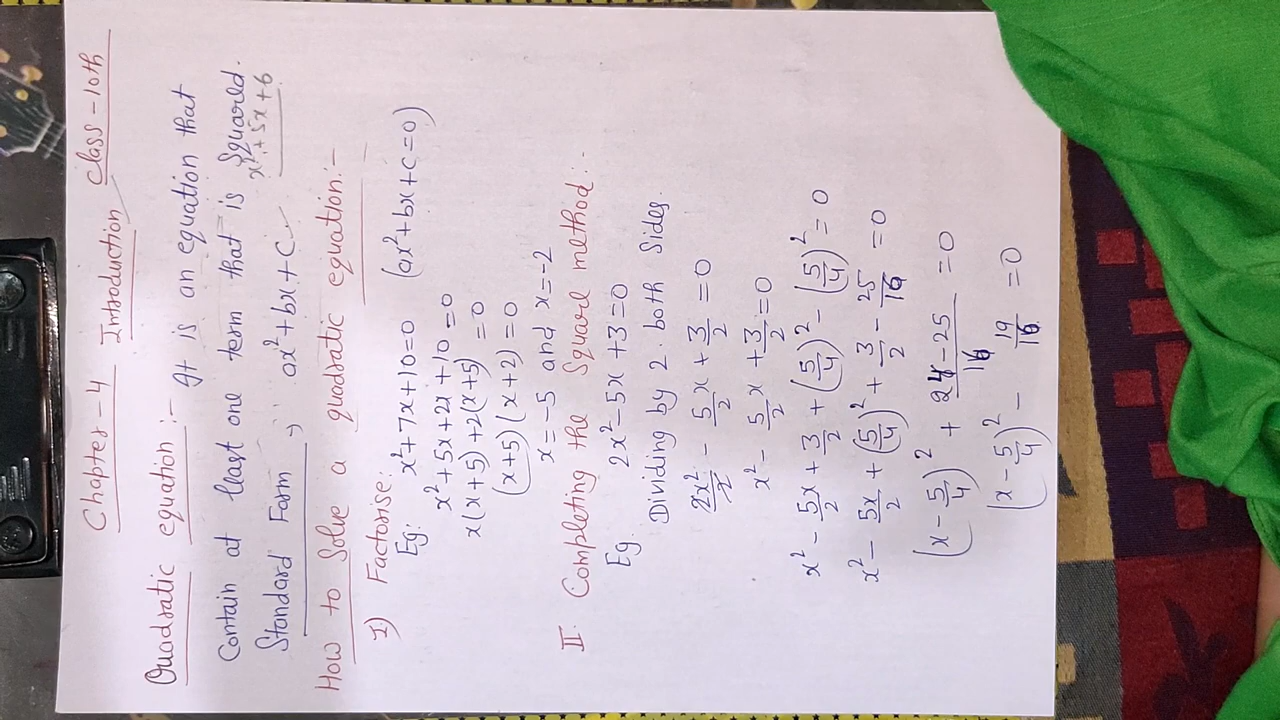 Chapter - 4 Introduction Class - 10th
Quadratic equation :- It is an equation that
Contain at least one term that is Squared.
Standard Form → ax² + bx + c x² + 5x + 6
How to Solve a quadratic equation:-
1) Factorise:
Eg: x² + 7x + 10 = 0 (ax² + bx + c = 0)
x² + 5x + 2x + 10 = 0
x(x+5) + 2(x+5) = 0
(x+5) (x+2) = 0
x = -5 and x = -2
II. Completing the Square method:-
Eg. 2x² - 5x + 3 = 0
Dividing by 2. both Sides.
2x²/2 - 5/2 x + 3/2 = 0
x² - 5/2 x + 3/2 = 0
x² - 5x/2 + 3/2 + (5/4)² - (5/4)² = 0
x² - 5x/2 + (5/4)² + 3/2 - 25/16 = 0
(x - 5/4)² + 24 - 25/16 = 0
(x - 5/4)² - 19/16 = 0